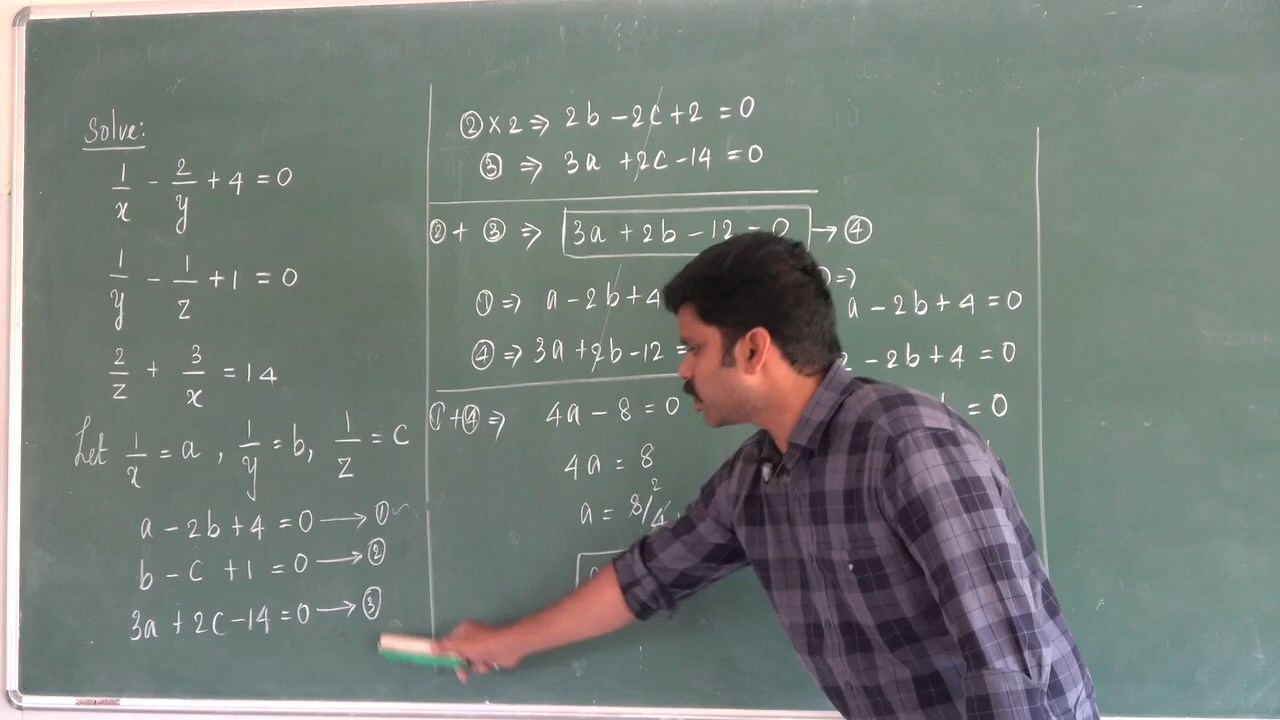 Solve:
1/x - 2/y + 4 = 0
1/y - 1/z + 1 = 0
2/z + 3/x = 14
Let 1/x = a , 1/y = b, 1/z = c
a - 2b + 4 = 0 ⟶ ①
b - c + 1 = 0 ⟶ ②
3a + 2c - 14 = 0 ⟶ ③
② × 2 ⇒ 2b - 2c + 2 = 0
③ ⇒ 3a + 2c - 14 = 0
② + ③ ⇒ 3a + 2b - 12 = 0 → ④
① ⇒ a - 2b + 4
④ ⇒ 3a + 2b - 12 =
① + ④ ⇒ 4a - 8 = 0
4a = 8
a = 8/4 2
⇒
a - 2b + 4 = 0
2 - 2b + 4 = 0
= 0